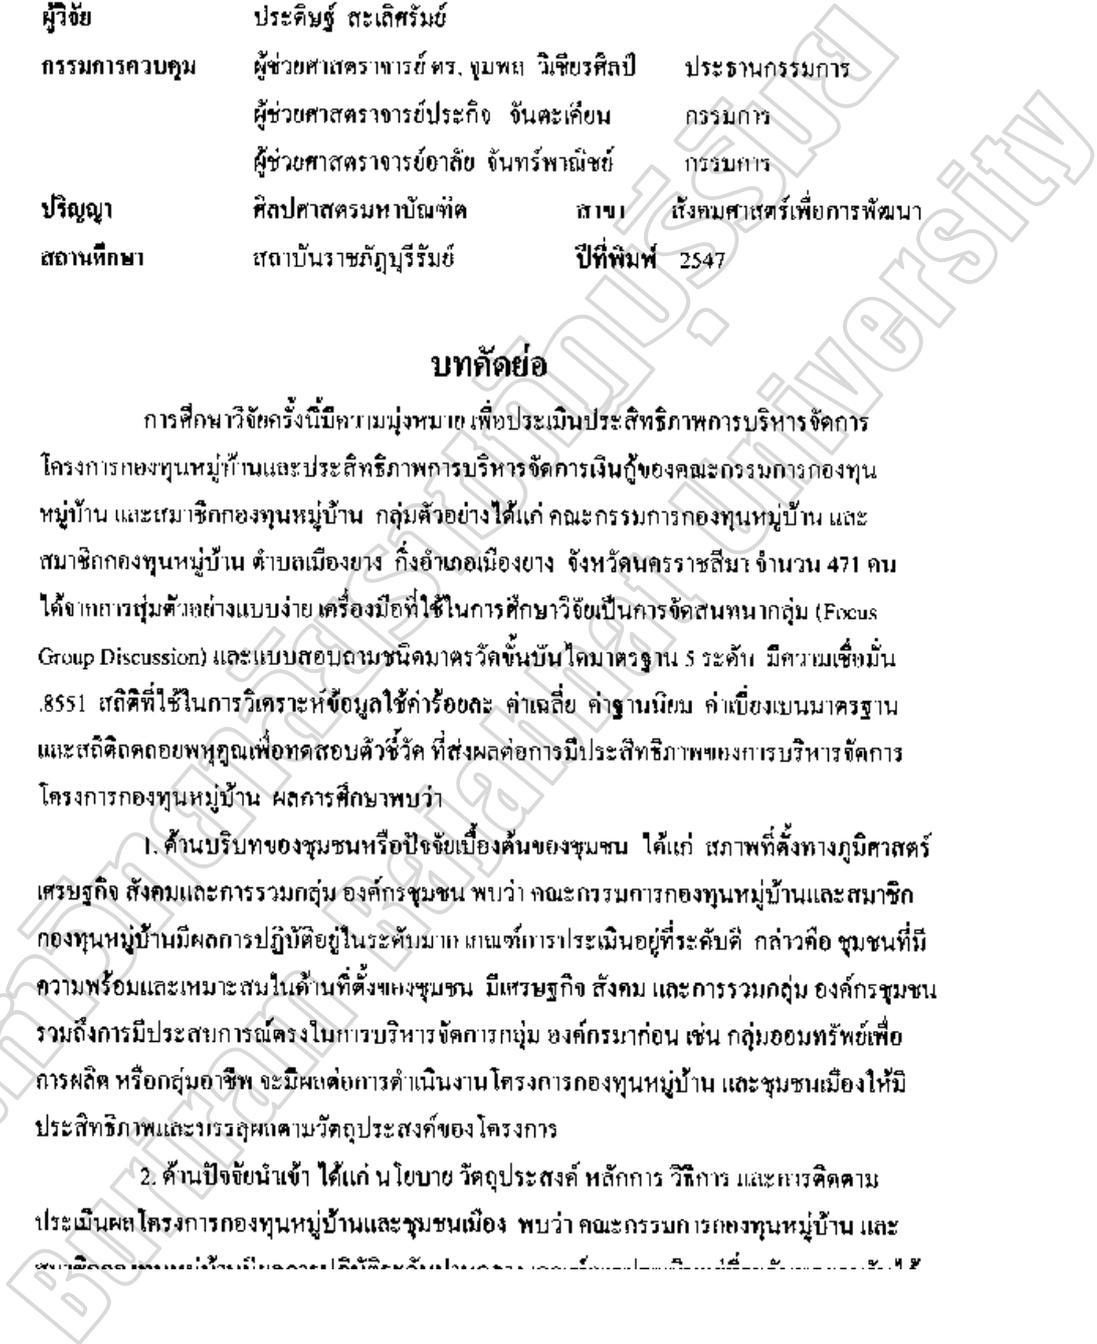 ผู้วิจัย ประดิษฐ์ สะเลิศรัมย์
กรรมการควบคุม ผู้ช่วยศาสตราจารย์ ดร. จุมพล วิเชียรศิลป์ ประธานกรรมการ
ผู้ช่วยศาสตราจารย์ประกิจ จันตะเคียน กรรมการ
ผู้ช่วยศาสตราจารย์อาลัย จันทร์พาณิชย์ กรรมการ
ปริญญา ศิลปศาสตรมหาบัณฑิต สาขา สังคมศาสตร์เพื่อการพัฒนา
สถานศึกษา สถาบันราชภัฏบุรีรัมย์ ปีที่พิมพ์ 2547
บทคัดย่อ
การศึกษาวิจัยครั้งนี้มีความมุ่งหมาย เพื่อประเมินประสิทธิภาพการบริหารจัดการ
โครงการกองทุนหมู่บ้านและประสิทธิภาพการบริหารจัดการเงินกู้ของคณะกรรมการกองทุน
หมู่บ้าน และสมาชิกกองทุนหมู่บ้าน กลุ่มตัวอย่างได้แก่ คณะกรรมการกองทุนหมู่บ้าน และ
สมาชิกกองทุนหมู่บ้าน ตำบลเมืองยาง กิ่งอำเภอเมืองยาง จังหวัดนครราชสีมา จำนวน 471 คน
ได้จากการสุ่มตัวอย่างแบบง่าย เครื่องมือที่ใช้ในการศึกษาวิจัยเป็นการจัดสนทนากลุ่ม (Focus
Group Discussion) และแบบสอบถามชนิดมาตรวัดขั้นบันไดมาตรฐาน 5 ระดับ มีความเชื่อมั่น
.8551 สถิติที่ใช้ในการวิเคราะห์ข้อมูลใช้ค่าร้อยละ ค่าเฉลี่ย ค่าฐานนิยม ค่าเบี่ยงเบนมาตรฐาน
และสถิติถดถอยพหุคูณเพื่อทดสอบตัวชี้วัด ที่ส่งผลต่อการมีประสิทธิภาพของการบริหารจัดการ
โครงการกองทุนหมู่บ้าน ผลการศึกษาพบว่า
1. ด้านบริบทของชุมชนหรือปัจจัยเบื้องต้นของชุมชน ได้แก่ สภาพที่ตั้งทางภูมิศาสตร์
เศรษฐกิจ สังคมและการรวมกลุ่ม องค์กรชุมชน พบว่า คณะกรรมการกองทุนหมู่บ้านและสมาชิก
กองทุนหมู่บ้านมีผลการปฏิบัติอยู่ในระดับมาก เกณฑ์การประเมินอยู่ที่ระดับดี กล่าวคือ ชุมชนที่มี
ความพร้อมและเหมาะสมในด้านที่ตั้งของชุมชน มีเศรษฐกิจ สังคม และการรวมกลุ่ม องค์กรชุมชน
รวมถึงการมีประสบการณ์ตรงในการบริหารจัดการกลุ่ม องค์กรมาก่อน เช่น กลุ่มออมทรัพย์เพื่อ
การผลิต หรือกลุ่มอาชีพ จะมีผลต่อการดำเนินงานโครงการกองทุนหมู่บ้าน และชุมชนเมืองให้มี
ประสิทธิภาพและบรรลุผลตามวัตถุประสงค์ของโครงการ
2. ด้านปัจจัยนำเข้า ได้แก่ นโยบาย วัตถุประสงค์ หลักการ วิธีการ และการติดตาม
ประเมินผลโครงการกองทุนหมู่บ้านและชุมชนเมือง พบว่า คณะกรรมการกองทุนหมู่บ้าน และ
Buriram Rajabhat University